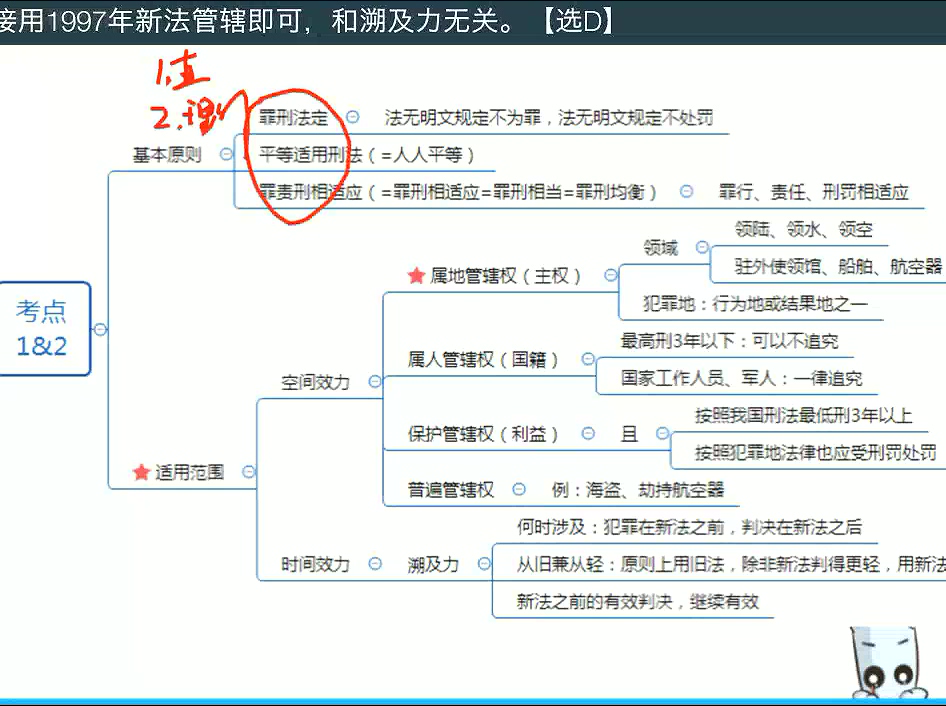 接用1997年新法管辖即可，和溯及力无关。【选D】
1.直
2.理
罪刑法定
法无明文规定不为罪，法无明文规定不处罚
基本原则
平等适用刑法（=人人平等）
罪责刑相适应（=罪刑相适应=罪刑相当=罪刑均衡）
罪行、责任、刑罚相适应
领陆、领水、领空
领域
驻外使领馆、船舶、航空器
属地管辖权（主权）
犯罪地：行为地或结果地之一
考点
1&2
最高刑3年以下：可以不追究
属人管辖权（国籍）
国家工作人员、军人：一律追究
空间效力
按照我国刑法最低刑3年以上
保护管辖权（利益）
且
按照犯罪地法律也应受刑罚处罚
适用范围
普遍管辖权
例：海盗、劫持航空器
何时涉及：犯罪在新法之前，判决在新法之后
时间效力
溯及力
从旧兼从轻：原则上用旧法，除非新法判得更轻，用新法
新法之前的有效判决，继续有效